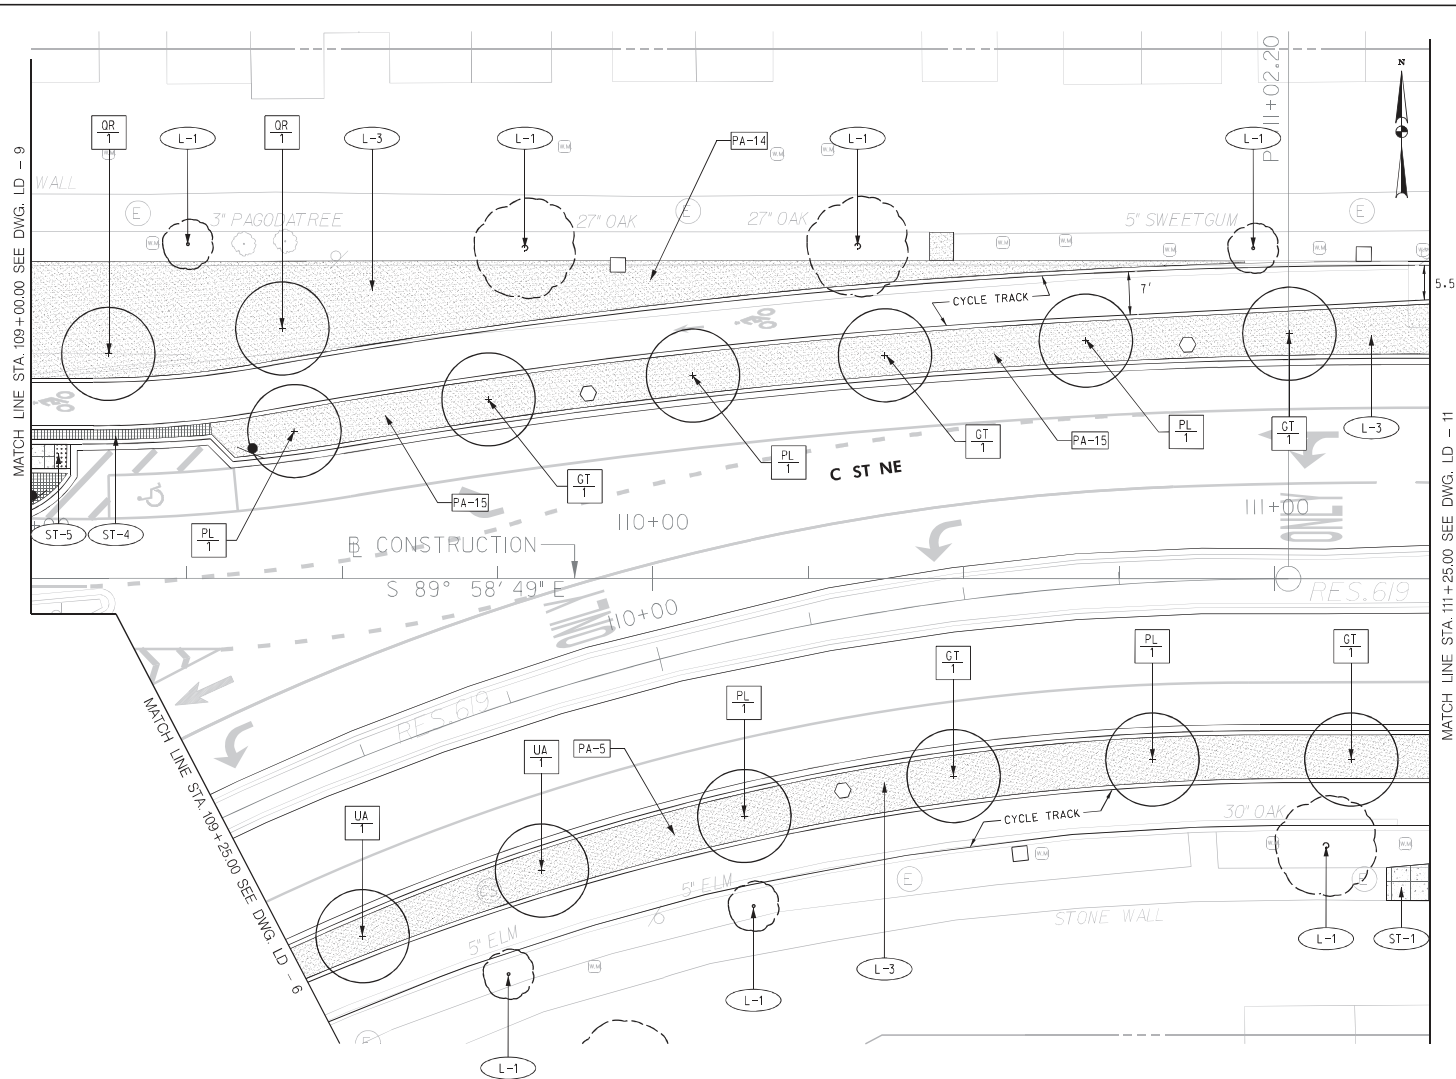 N
P   III+02.20
QR
1
L-1
QR
1
L-3
L-1
PA-14
L-1
L-1
W.M
W.M
W.M
W.M
WALL
E
3" PAGODATREE
27" OAK
E
27" OAK
5" SWEETGUM
E
W.M
W.M
W.M
W.M
W.M
W.M
CYCLE TRACK
7'
5.5
MATCH LINE STA. 109+00.00 SEE DWG. LD - 9
PL
1
GT
1
L-3
GT
1
PA-15
PL
1
C ST NE
GT
1
PA-15
ST-5
ST-4
PL
1
110+00
111+00
ONLY
MATCH LINE STA. 111+25.00 SEE DWG. LD - 11
BL CONSTRUCTION
S 89° 58' 49" E
RES.619
ONLY
110+00
GT
1
PL
1
GT
1
PL
1
RES.619
UA
1
PA-5
UA
1
MATCH LINE STA. 109+25.00 SEE DWG. LD - 6
CYCLE TRACK
30" OAK
W.M
W.M
W.M
5" ELM
E
E
STONE WALL
5" ELM
W.M
L-1
ST-1
L-3
L-1
E
L-1